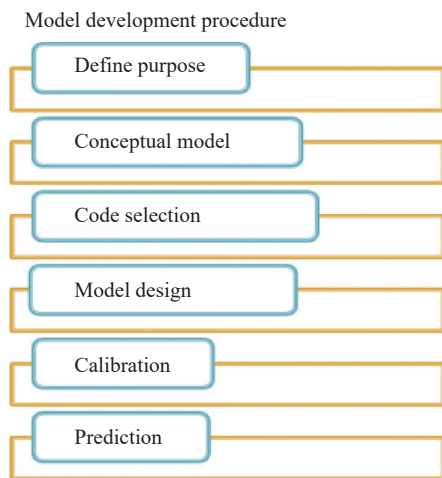 Model development procedure
Define purpose
Conceptual model
Code selection
Model design
Calibration
Prediction